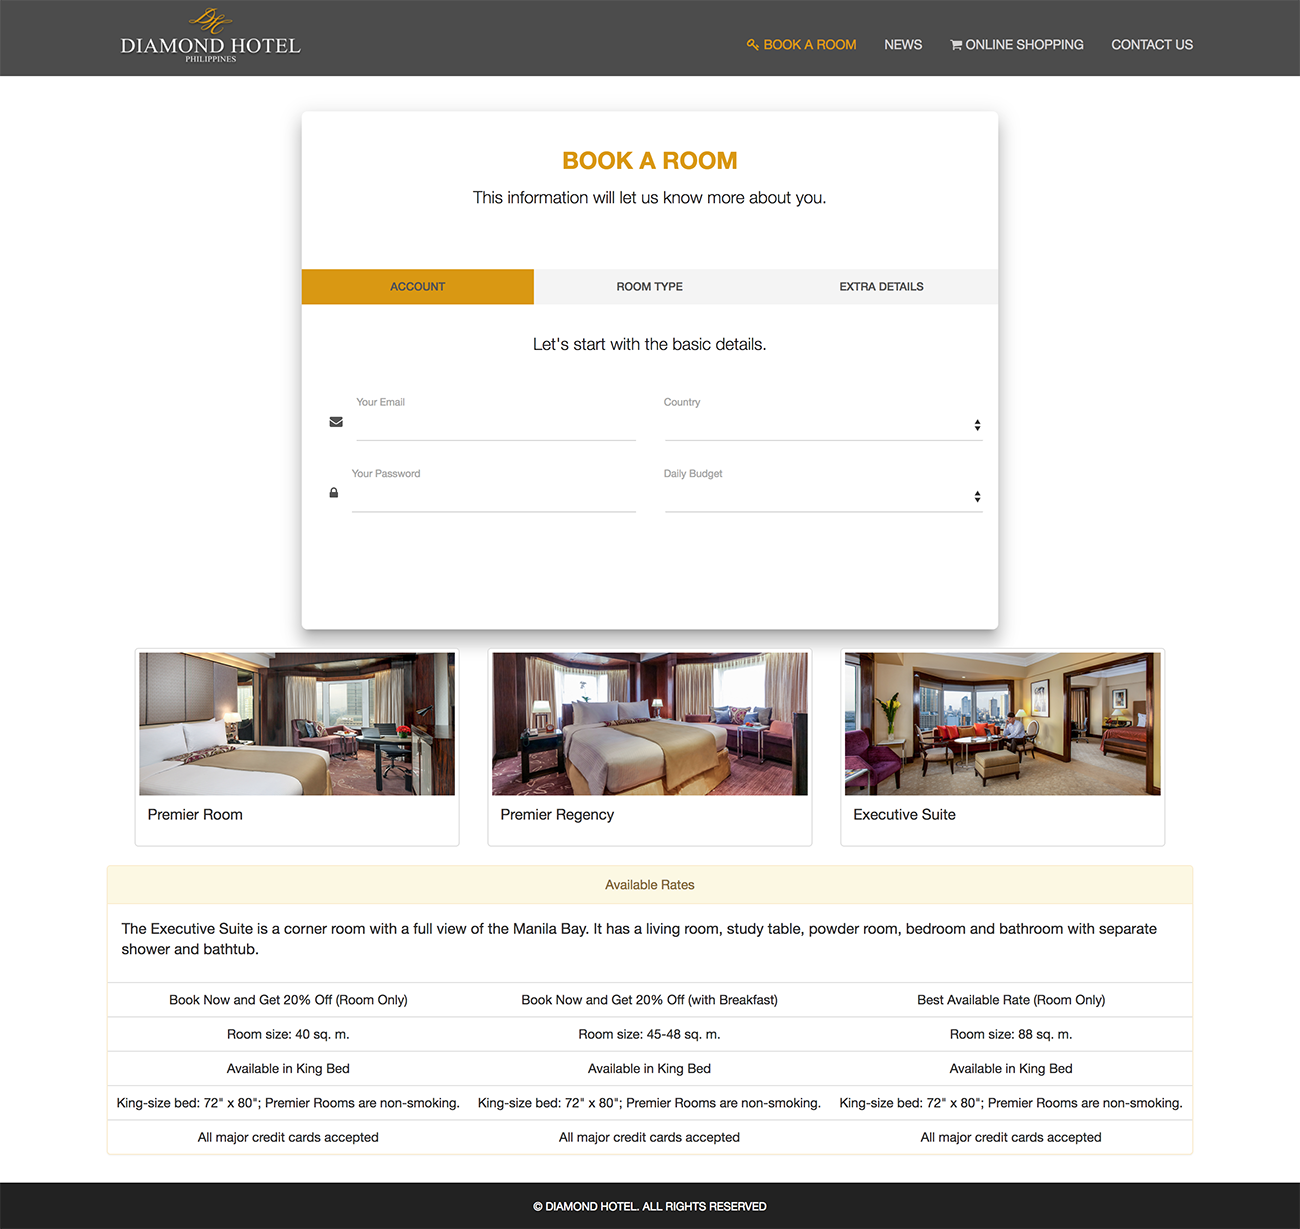 DH
DIAMOND HOTEL
PHILIPPINES
BOOK A ROOM
NEWS
ONLINE SHOPPING
CONTACT US
BOOK A ROOM
This information will let us know more about you.
ACCOUNT
ROOM TYPE
EXTRA DETAILS
Let's start with the basic details.
Your Email
Country
Your Password
Daily Budget
Premier Room
Premier Regency
Executive Suite
Available Rates
The Executive Suite is a corner room with a full view of the Manila Bay. It has a living room, study table, powder room, bedroom and bathroom with separate
shower and bathtub.
Book Now and Get 20% Off (Room Only)
Book Now and Get 20% Off (with Breakfast)
Best Available Rate (Room Only)
Room size: 40 sq. m.
Room size: 45-48 sq. m.
Room size: 88 sq. m.
Available in King Bed
Available in King Bed
Available in King Bed
King-size bed: 72" x 80"; Premier Rooms are non-smoking.
King-size bed: 72" x 80"; Premier Rooms are non-smoking.
King-size bed: 72" x 80"; Premier Rooms are non-smoking.
All major credit cards accepted
All major credit cards accepted
All major credit cards accepted
© DIAMOND HOTEL. ALL RIGHTS RESERVED